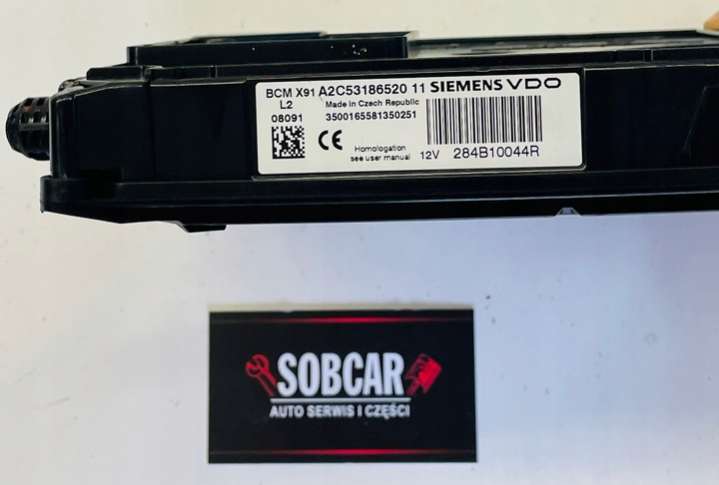 BCM X91 A2C53186520 11 SIEMENS VDO
L2 Made in Czech Republic
08091 3500165581350251
CE
Homologation
see user manual 12V 284B10044R
SOBCAR
AUTO SERWIS I CZĘŚCI